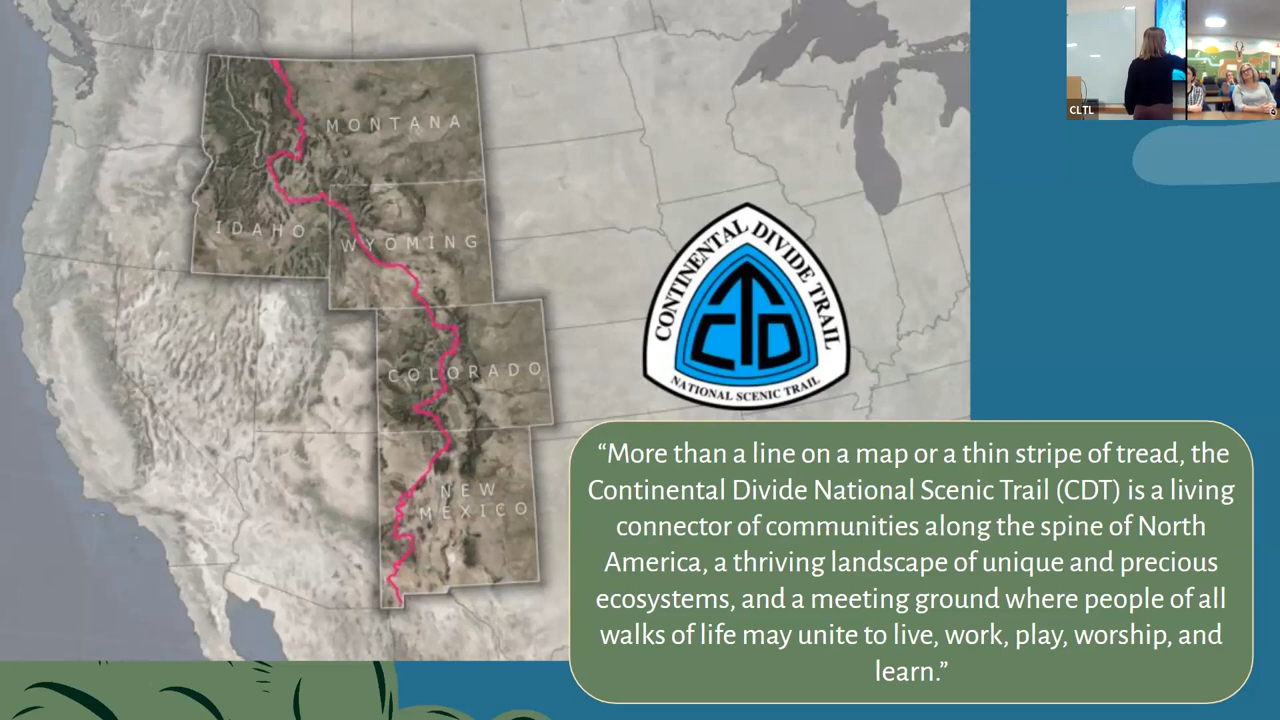 MONTANA
IDAHO
WYOMING
COLORADO
NEW
MEXICO
CONTINENTAL DIVIDE TRAIL
CDT
NATIONAL SCENIC TRAIL
CLTL
“More than a line on a map or a thin stripe of tread, the
Continental Divide National Scenic Trail (CDT) is a living
connector of communities along the spine of North
America, a thriving landscape of unique and precious
ecosystems, and a meeting ground where people of all
walks of life may unite to live, work, play, worship, and
learn.”